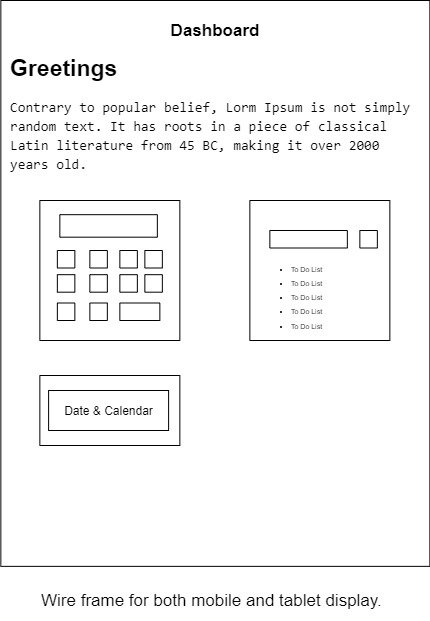 Dashboard
Greetings
Contrary to popular belief, Lorm Ipsum is not simply
random text. It has roots in a piece of classical
Latin literature from 45 BC, making it over 2000
years old.
To Do List
To Do List
To Do List
To Do List
To Do List
Date & Calendar
Wire frame for both mobile and tablet display.